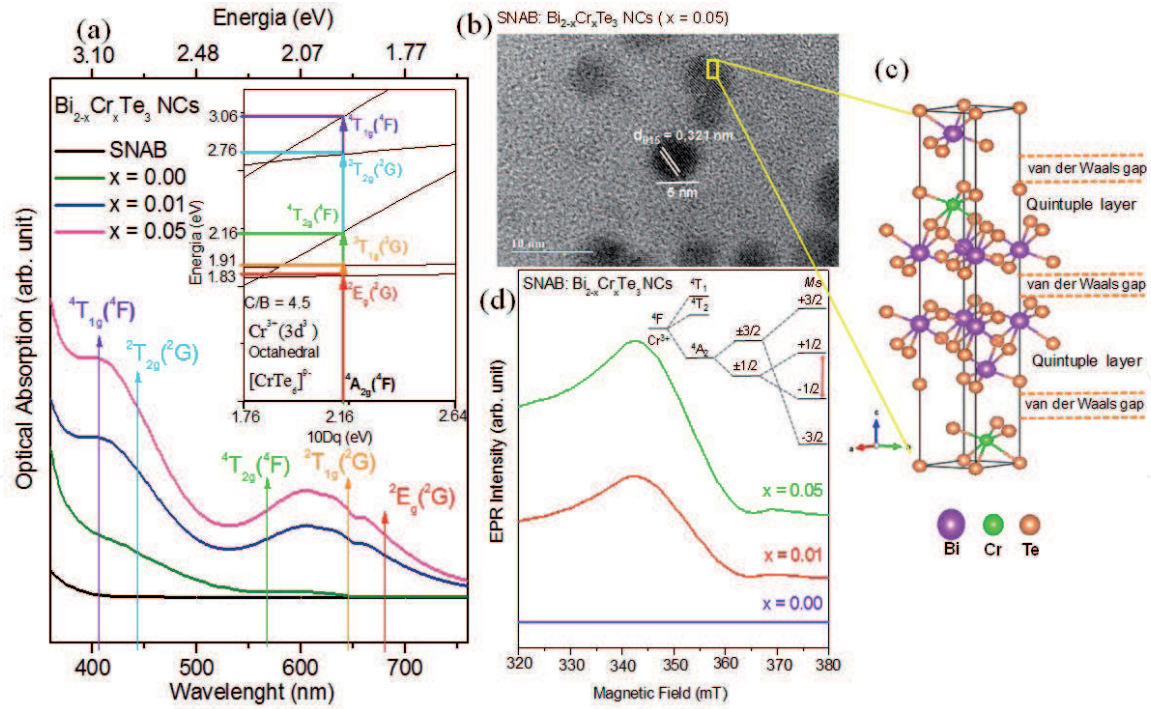 (a)
Energia (eV)
3.10 2.48 2.07 1.77
Bi₂₋ₓCrₓTe₃ NCs
SNAB
x = 0.00
x = 0.01
x = 0.05
⁴T₁g(⁴F)
²T₂g(²G)
⁴T₂g(⁴F)
²T₁g(²G)
²Eg(²G)
Optical Absorption (arb. unit)
400 500 600 700
Wavelenght (nm)
3.06
2.76
2.16
1.91
1.83
Energia (eV)
⁴T₁g(⁴F)
²T₂g(²G)
⁴T₂g(⁴F)
²T₁g(²G)
²Eg(²G)
C/B = 4.5
Cr³⁺(3d³)
Octahedral
[CrTe₆]⁹⁻
⁴A₂g(⁴F)
1.76 2.16 2.64
10Dq (eV)
(b)
SNAB: Bi₂₋ₓCrₓTe₃ NCs ( x = 0.05)
d₀₁₅ = 0,321 nm
5 nm
10 nm
(c)
van der Waals gap
Quintuple layer
van der Waals gap
Quintuple layer
van der Waals gap
c
a
Bi Cr Te
(d)
SNAB: Bi₂₋ₓCrₓTe₃ NCs
⁴T₁
⁴T₂
⁴F
Cr³⁺
⁴A₂
±3/2
±1/2
Ms
+3/2
+1/2
-1/2
-3/2
x = 0.05
x = 0.01
x = 0.00
EPR Intensity (arb. unit)
320 330 340 350 360 370 380
Magnetic Field (mT)